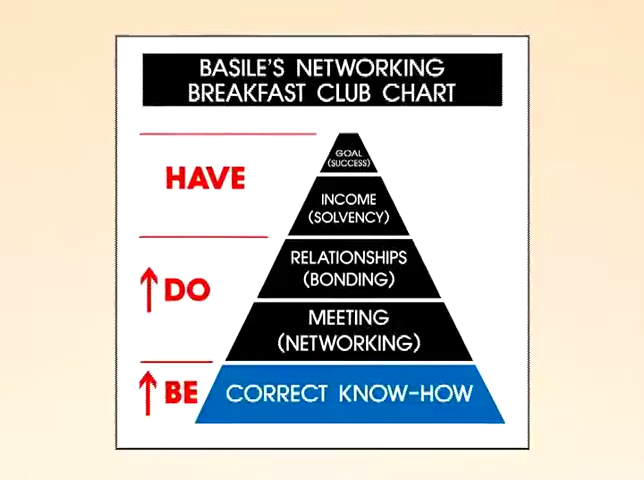 BASILE'S NETWORKING
BREAKFAST CLUB CHART
GOAL
(SUCCESS)
HAVE
INCOME
(SOLVENCY)
RELATIONSHIPS
(BONDING)
DO
MEETING
(NETWORKING)
BE
CORRECT KNOW-HOW